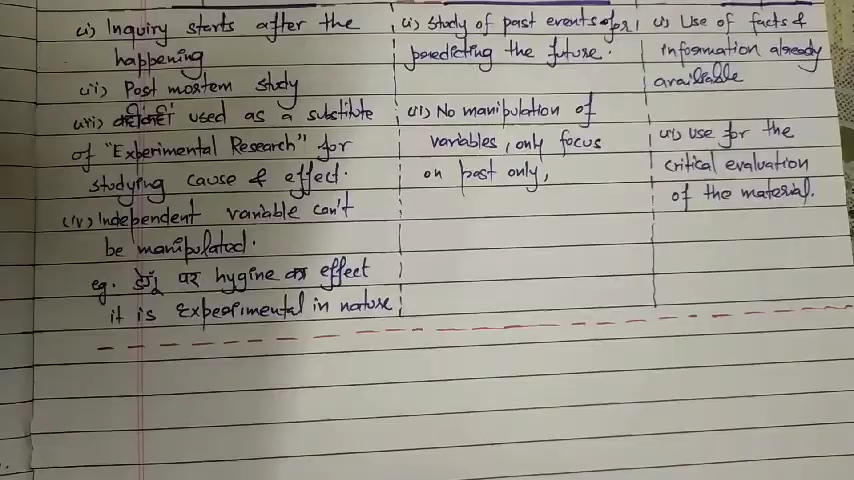 (i) Inquiry starts after the
happening
(ii) Post mortem study
(iii) used as a substitute
of "Experimental Research" for
studying cause & effect.
(iv) Independent variable can't
be manipulated.
eg. डेंगू पर hygine का effect
it is Experimental in nature
(i) Study of past events for
predicting the future.
(ii) No manipulation of
variables, only focus
on past only,
(i) Use of facts &
information already
available
(ii) use for the
critical evaluation
of the material.